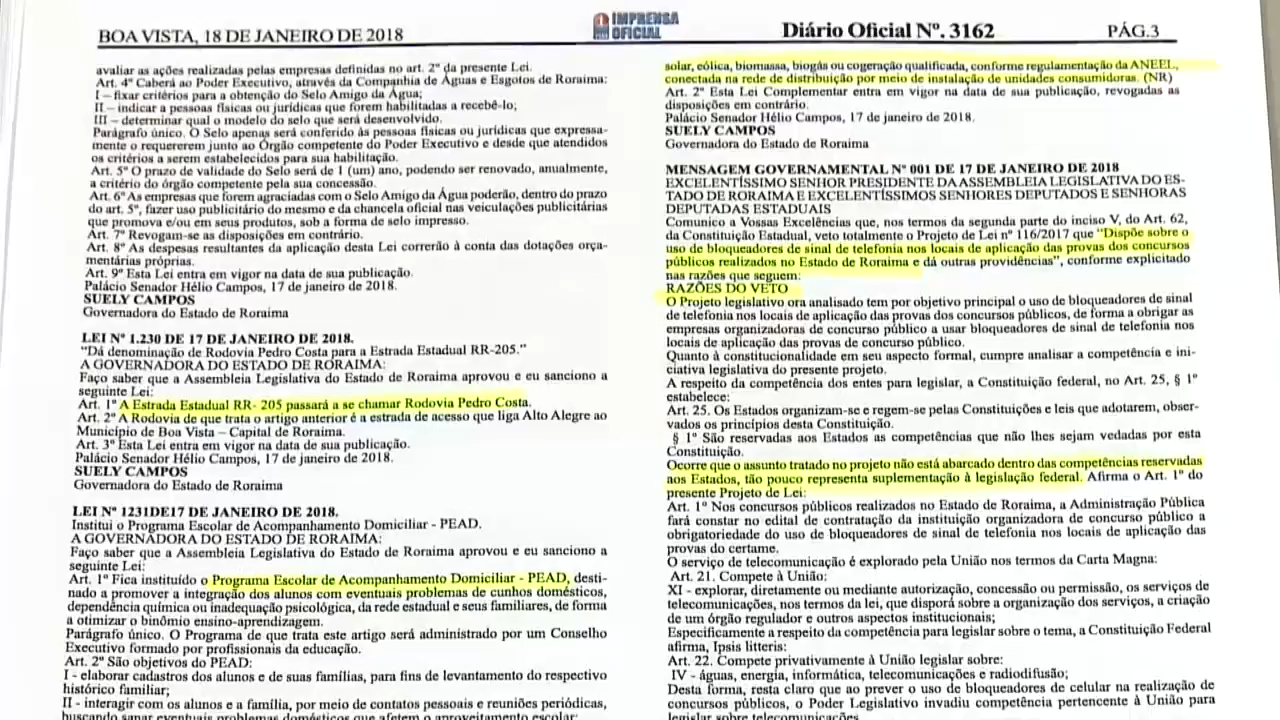 BOA VISTA, 18 DE JANEIRO DE 2018
IMPRENSA
OFICIAL
Diário Oficial Nº. 3162
PÁG.3
avaliar as ações realizadas pelas empresas definidas no art. 2º da presente Lei.
Art. 4º Caberá ao Poder Executivo, através da Companhia de Águas e Esgotos de Roraima:
I – fixar critérios para a obtenção do Selo Amigo da Água;
II – indicar a pessoas físicas ou jurídicas que forem habilitadas a recebê-lo;
III – determinar qual o modelo do selo que será desenvolvido.
Parágrafo único. O Selo apenas será conferido às pessoas físicas ou jurídicas que expressa-
mente o requererem junto ao Órgão competente do Poder Executivo e desde que atendidos
os critérios a serem estabelecidos para sua habilitação.
Art. 5º O prazo de validade do Selo será de 1 (um) ano, podendo ser renovado, anualmente,
a critério do órgão competente pela sua concessão.
Art. 6º As empresas que forem agraciadas com o Selo Amigo da Água poderão, dentro do prazo
do art. 5º, fazer uso publicitário do mesmo e da chancela oficial nas veiculações publicitárias
que promova e/ou em seus produtos, sob a forma de selo impresso.
Art. 7º Revogam-se as disposições em contrário.
Art. 8º As despesas resultantes da aplicação desta Lei correrão à conta das dotações orça-
mentárias próprias.
Art. 9º Esta Lei entra em vigor na data de sua publicação.
Palácio Senador Hélio Campos, 17 de janeiro de 2018.
SUELY CAMPOS
Governadora do Estado de Roraima
LEI Nº 1.230 DE 17 DE JANEIRO DE 2018.
“Dá denominação de Rodovia Pedro Costa para a Estrada Estadual RR-205.”
A GOVERNADORA DO ESTADO DE RORAIMA:
Faço saber que a Assembleia Legislativa do Estado de Roraima aprovou e eu sanciono a
seguinte Lei:
Art. 1º A Estrada Estadual RR- 205 passará a se chamar Rodovia Pedro Costa.
Art. 2º A Rodovia de que trata o artigo anterior é a estrada de acesso que liga Alto Alegre ao
Município de Boa Vista – Capital de Roraima.
Art. 3º Esta Lei entra em vigor na data de sua publicação.
Palácio Senador Hélio Campos, 17 de janeiro de 2018.
SUELY CAMPOS
Governadora do Estado de Roraima
LEI Nº 1231DE17 DE JANEIRO DE 2018.
Institui o Programa Escolar de Acompanhamento Domiciliar - PEAD.
A GOVERNADORA DO ESTADO DE RORAIMA:
Faço saber que a Assembleia Legislativa do Estado de Roraima aprovou e eu sanciono a
seguinte Lei:
Art. 1º Fica instituído o Programa Escolar de Acompanhamento Domiciliar - PEAD, desti-
nado a promover a integração dos alunos com eventuais problemas de cunhos domésticos,
dependência química ou inadequação psicológica, da rede estadual e seus familiares, de forma
a otimizar o binômio ensino-aprendizagem.
Parágrafo único. O Programa de que trata este artigo será administrado por um Conselho
Executivo formado por profissionais da educação.
Art. 2º São objetivos do PEAD:
I - elaborar cadastros dos alunos e de suas famílias, para fins de levantamento do respectivo
histórico familiar;
II - interagir com os alunos e a família, por meio de contatos pessoais e reuniões periódicas,
buscando sanar eventuais problemas domésticos que afetem o aproveitamento escolar;
solar, eólica, biomassa, biogás ou cogeração qualificada, conforme regulamentação da ANEEL,
conectada na rede de distribuição por meio de instalação de unidades consumidoras. (NR)
Art. 2º Esta Lei Complementar entra em vigor na data de sua publicação, revogadas as
disposições em contrário.
Palácio Senador Hélio Campos, 17 de janeiro de 2018.
SUELY CAMPOS
Governadora do Estado de Roraima
MENSAGEM GOVERNAMENTAL Nº 001 DE 17 DE JANEIRO DE 2018
EXCELENTÍSSIMO SENHOR PRESIDENTE DA ASSEMBLEIA LEGISLATIVA DO ES-
TADO DE RORAIMA E EXCELENTÍSSIMOS SENHORES DEPUTADOS E SENHORAS
DEPUTADAS ESTADUAIS
Comunico a Vossas Excelências que, nos termos da segunda parte do inciso V, do Art. 62,
da Constituição Estadual, veto totalmente o Projeto de Lei nº 116/2017 que “Dispõe sobre o
uso de bloqueadores de sinal de telefonia nos locais de aplicação das provas dos concursos
públicos realizados no Estado de Roraima e dá outras providências”, conforme explicitado
nas razões que seguem:
RAZÕES DO VETO
O Projeto legislativo ora analisado tem por objetivo principal o uso de bloqueadores de sinal
de telefonia nos locais de aplicação das provas dos concursos públicos, de forma a obrigar as
empresas organizadoras de concurso público a usar bloqueadores de sinal de telefonia nos
locais de aplicação das provas de concurso público.
Quanto à constitucionalidade em seu aspecto formal, cumpre analisar a competência e ini-
ciativa legislativa do presente projeto.
A respeito da competência dos entes para legislar, a Constituição federal, no Art. 25, § 1º
estabelece:
Art. 25. Os Estados organizam-se e regem-se pelas Constituições e leis que adotarem, obser-
vados os princípios desta Constituição.
§ 1º São reservadas aos Estados as competências que não lhes sejam vedadas por esta
Constituição.
Ocorre que o assunto tratado no projeto não está abarcado dentro das competências reservadas
aos Estados, tão pouco representa suplementação à legislação federal. Afirma o Art. 1º do
presente Projeto de Lei:
Art. 1º Nos concursos públicos realizados no Estado de Roraima, a Administração Pública
fará constar no edital de contratação da instituição organizadora de concurso público a
obrigatoriedade do uso de bloqueadores de sinal de telefonia nos locais de aplicação das
provas do certame.
O serviço de telecomunicação é explorado pela União nos termos da Carta Magna:
Art. 21. Compete à União:
XI - explorar, diretamente ou mediante autorização, concessão ou permissão, os serviços de
telecomunicações, nos termos da lei, que disporá sobre a organização dos serviços, a criação
de um órgão regulador e outros aspectos institucionais;
Especificamente a respeito da competência para legislar sobre o tema, a Constituição Federal
afirma, Ipsis litteris:
Art. 22. Compete privativamente à União legislar sobre:
IV - águas, energia, informática, telecomunicações e radiodifusão;
Desta forma, resta claro que ao prever o uso de bloqueadores de celular na realização de
concursos públicos, o Poder Legislativo invadiu competência pertencente à União para
legislar sobre telecomunicações.